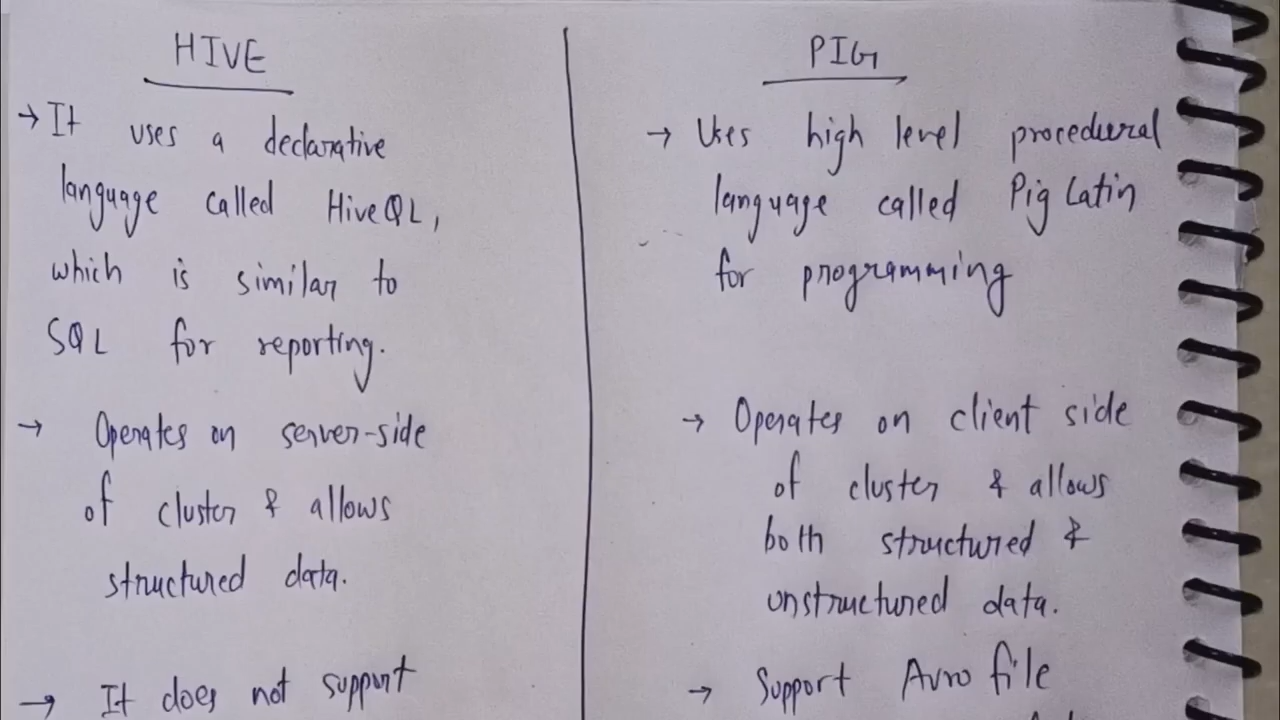 HIVE
→ It uses a declarative
language called HiveQL,
which is similar to
SQL for reporting.
→ Operates on server-side
of cluster & allows
structured data.
→ It does not support
PIG
→ Uses high level procedural
language called Pig Latin
for programming
→ Operates on client side
of cluster & allows
both structured &
unstructured data.
→ Support Avro file